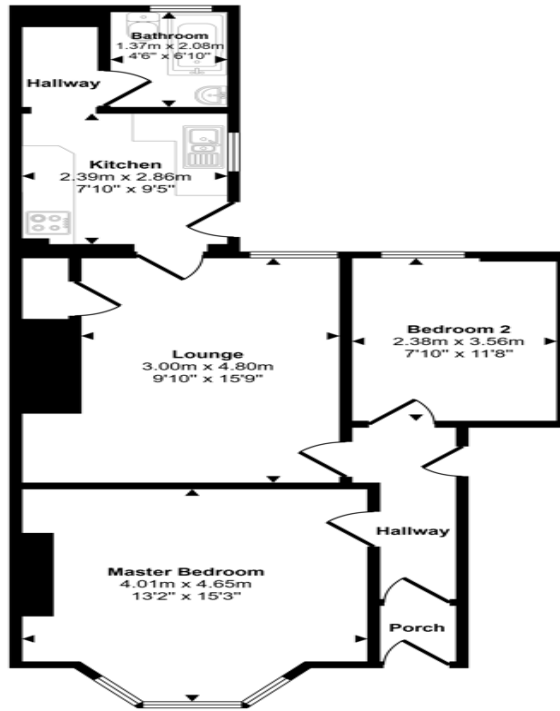 Bathroom
1.37m x 2.08m
4'6" x 6'10"
Hallway
Kitchen
2.39m x 2.86m
7'10" x 9'5"
Lounge
3.00m x 4.80m
9'10" x 15'9"
Bedroom 2
2.38m x 3.56m
7'10" x 11'8"
Hallway
Master Bedroom
4.01m x 4.65m
13'2" x 15'3"
Porch